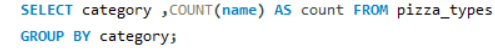 SELECT category ,COUNT(name) AS count FROM pizza_types
GROUP BY category;